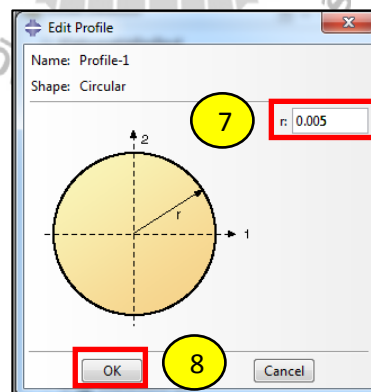 Edit Profile
Name: Profile-1
Shape: Circular
7
r: 0.005
2
r
1
OK
8
Cancel